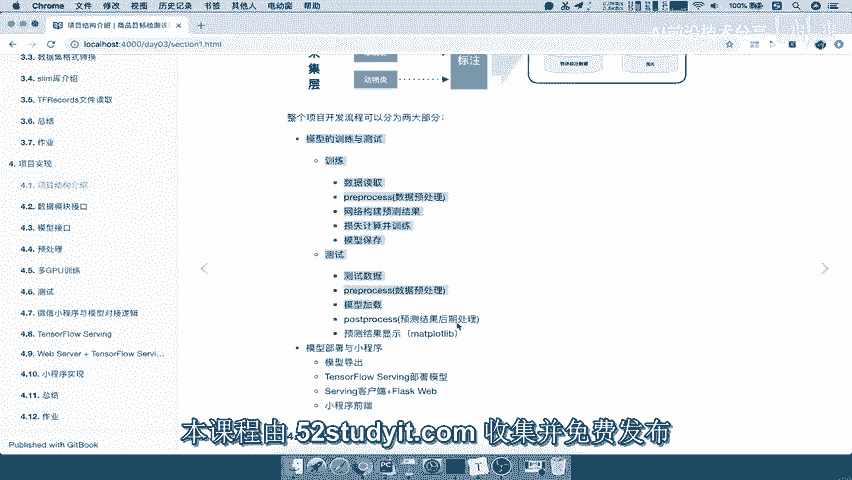 Chrome 文件 修改 视图 历史记录 书签 其他人 电动窗 帮助
100%
项目结构介绍 | 商品目标检测
localhost:4000/day03/section1.html
3.3. 数据集格式转换
3.4. slim库介绍
3.5. TFRecords文件读取
3.6. 总结
3.7. 作业
4. 项目实现
4.1. 项目结构介绍
4.2. 数据模块接口
4.3. 模型接口
4.4. 预处理
4.5. 多GPU训练
4.6. 测试
4.7. 微信小程序与模型对接逻辑
4.8. TensorFlow Serving
4.9. Web Server + TensorFlow Servi...
4.10. 小程序实现
4.11. 总结
4.12. 作业
Published with GitBook
集
层
动物类
标注
整个项目开发流程可以分为两大部分：
模型的训练与测试
训练
数据读取
preprocess(数据预处理)
网络构建预测结果
损失计算并训练
模型保存
测试
测试数据
preprocess(数据预处理)
模型加载
postprocess(预测结果后期处理)
预测结果显示（matplotlib）
模型部署与小程序
模型导出
TensorFlow Serving部署模型
Serving客户端+Flask Web
小程序前端
本课程由 52studyit.com 收集并免费发布